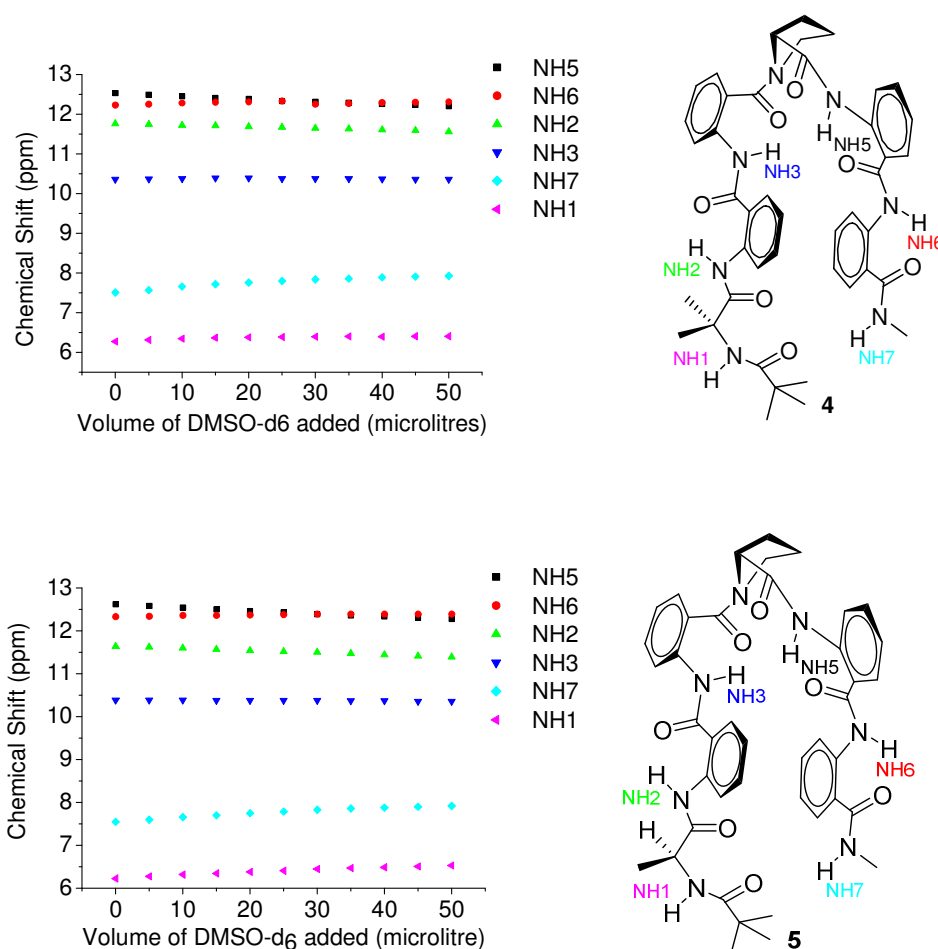 13
12
11
10
9
8
7
6
Chemical Shift (ppm)
0 10 20 30 40 50
Volume of DMSO-d6 added (microlitres)
NH5
NH6
NH2
NH3
NH7
NH1
N
O
O
N
H
NH5
N
H
NH3
O
O
N
H
NH6
H
NH2
N
O
O
N
H
NH7
NH1
N
H
O
4
13
12
11
10
9
8
7
6
Chemical Shift (ppm)
0 10 20 30 40 50
Volume of DMSO-d6 added (microlitre)
NH5
NH6
NH2
NH3
NH7
NH1
N
O
O
N
H
NH5
N
H
NH3
O
O
N
H
NH6
H
NH2
N
O
H
O
N
H
NH7
NH1
N
H
O
5